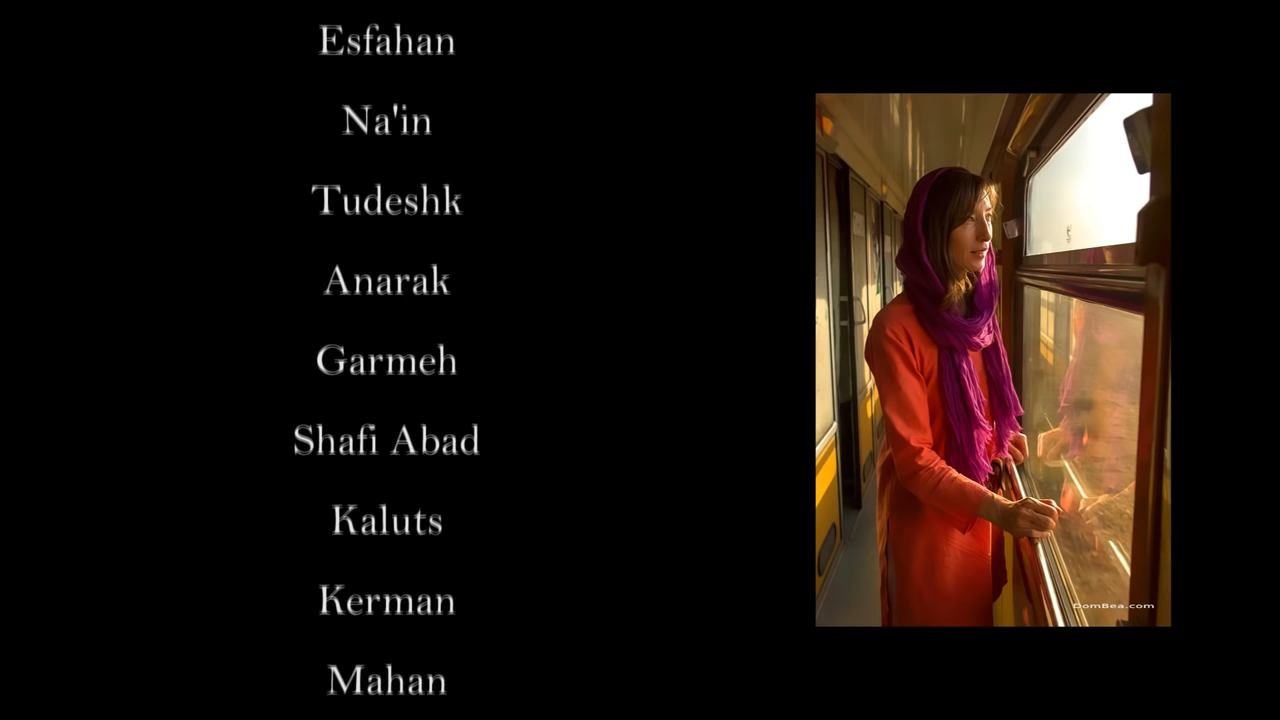 Esfahan
Na'in
Tudeshk
Anarak
Garmeh
Shafi Abad
Kaluts
Kerman
Mahan
DomBea.com